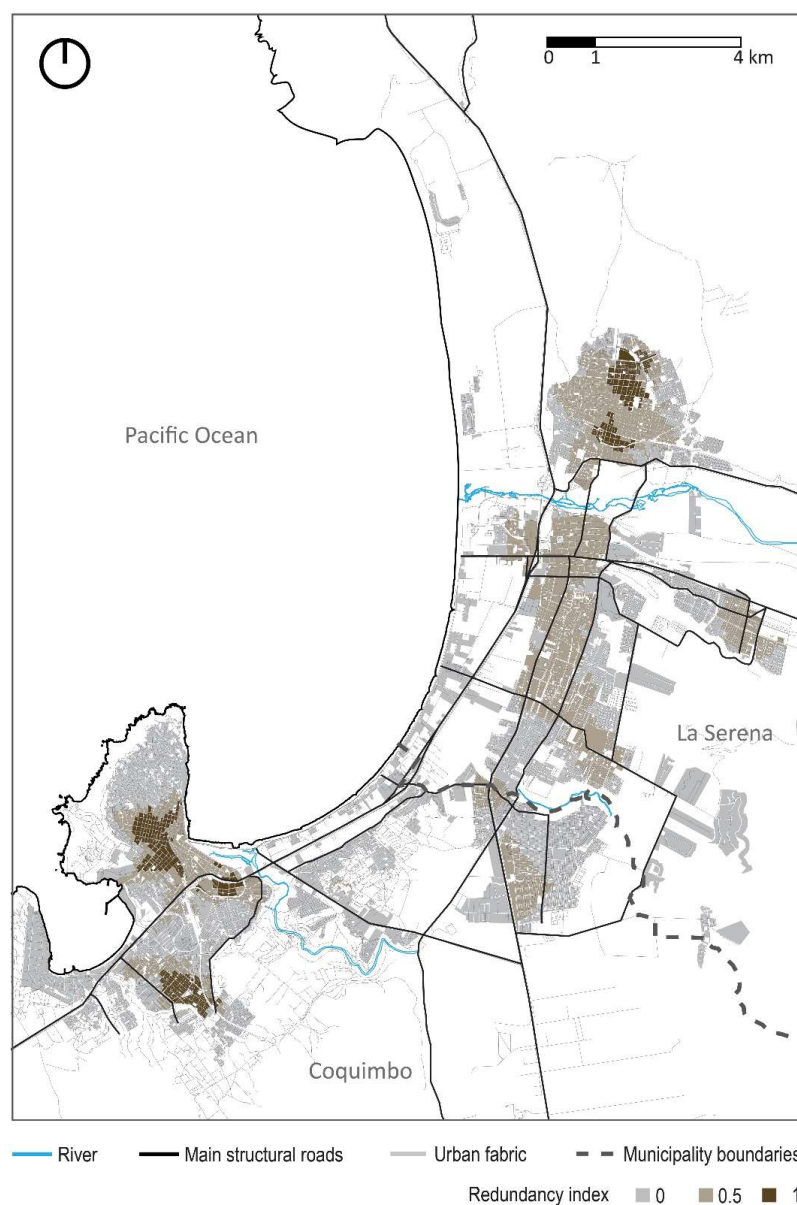 0 1 4 km
Pacific Ocean
La Serena
Coquimbo
River Main structural roads Urban fabric Municipality boundaries
Redundancy index 0 0.5 1